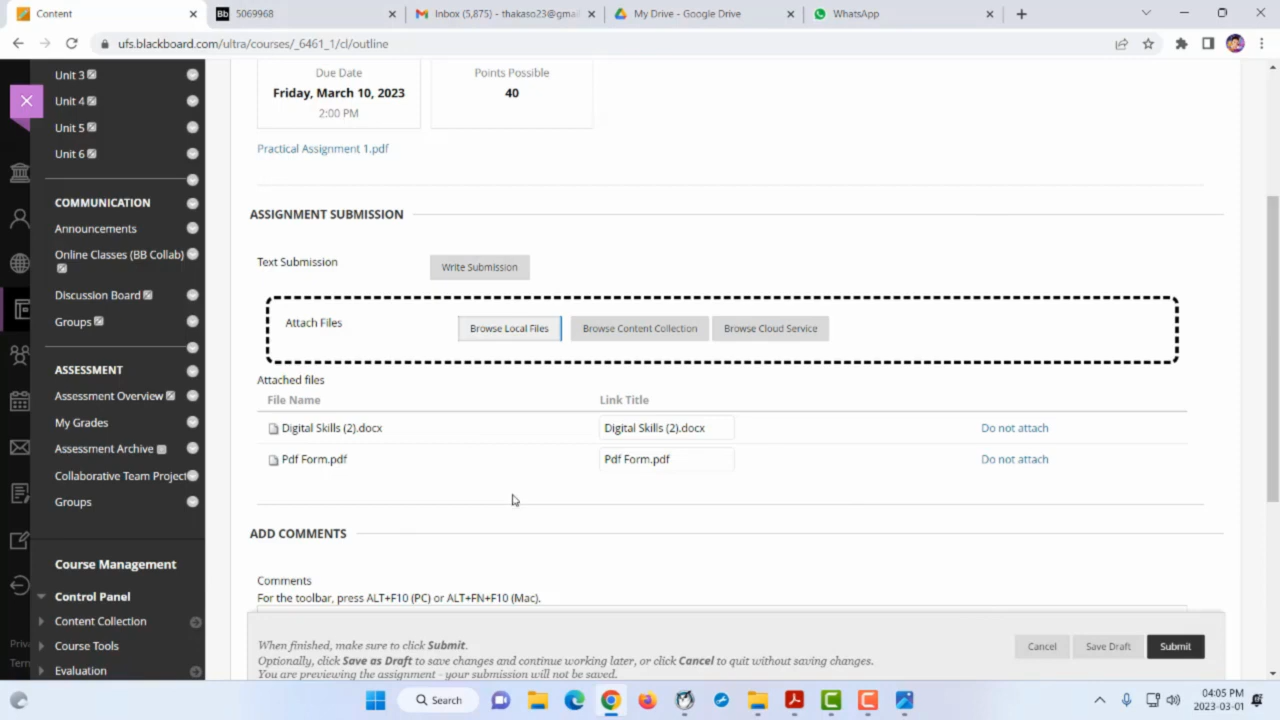 Content
Bb 5069968
Inbox (5,875) - thakaso23@gmai
My Drive - Google Drive
WhatsApp
ufs.blackboard.com/ultra/courses/_6461_1/cl/outline
Unit 3
Unit 4
Unit 5
Unit 6
COMMUNICATION
Announcements
Online Classes (BB Collab)
Discussion Board
Groups
ASSESSMENT
Assessment Overview
My Grades
Assessment Archive
Collaborative Team Project
Groups
Course Management
Control Panel
Content Collection
Course Tools
Evaluation
Priva
Term
Due Date
Friday, March 10, 2023
2:00 PM
Points Possible
40
Practical Assignment 1.pdf
ASSIGNMENT SUBMISSION
Text Submission
Write Submission
Attach Files
Browse Local Files
Browse Content Collection
Browse Cloud Service
Attached files
File Name
Link Title
Digital Skills (2).docx
Digital Skills (2).docx
Do not attach
Pdf Form.pdf
Pdf Form.pdf
Do not attach
ADD COMMENTS
Comments
For the toolbar, press ALT+F10 (PC) or ALT+FN+F10 (Mac).
When finished, make sure to click Submit.
Optionally, click Save as Draft to save changes and continue working later, or click Cancel to quit without saving changes.
You are previewing the assignment - your submission will not be saved.
Cancel
Save Draft
Submit
Search
04:05 PM
2023-03-01